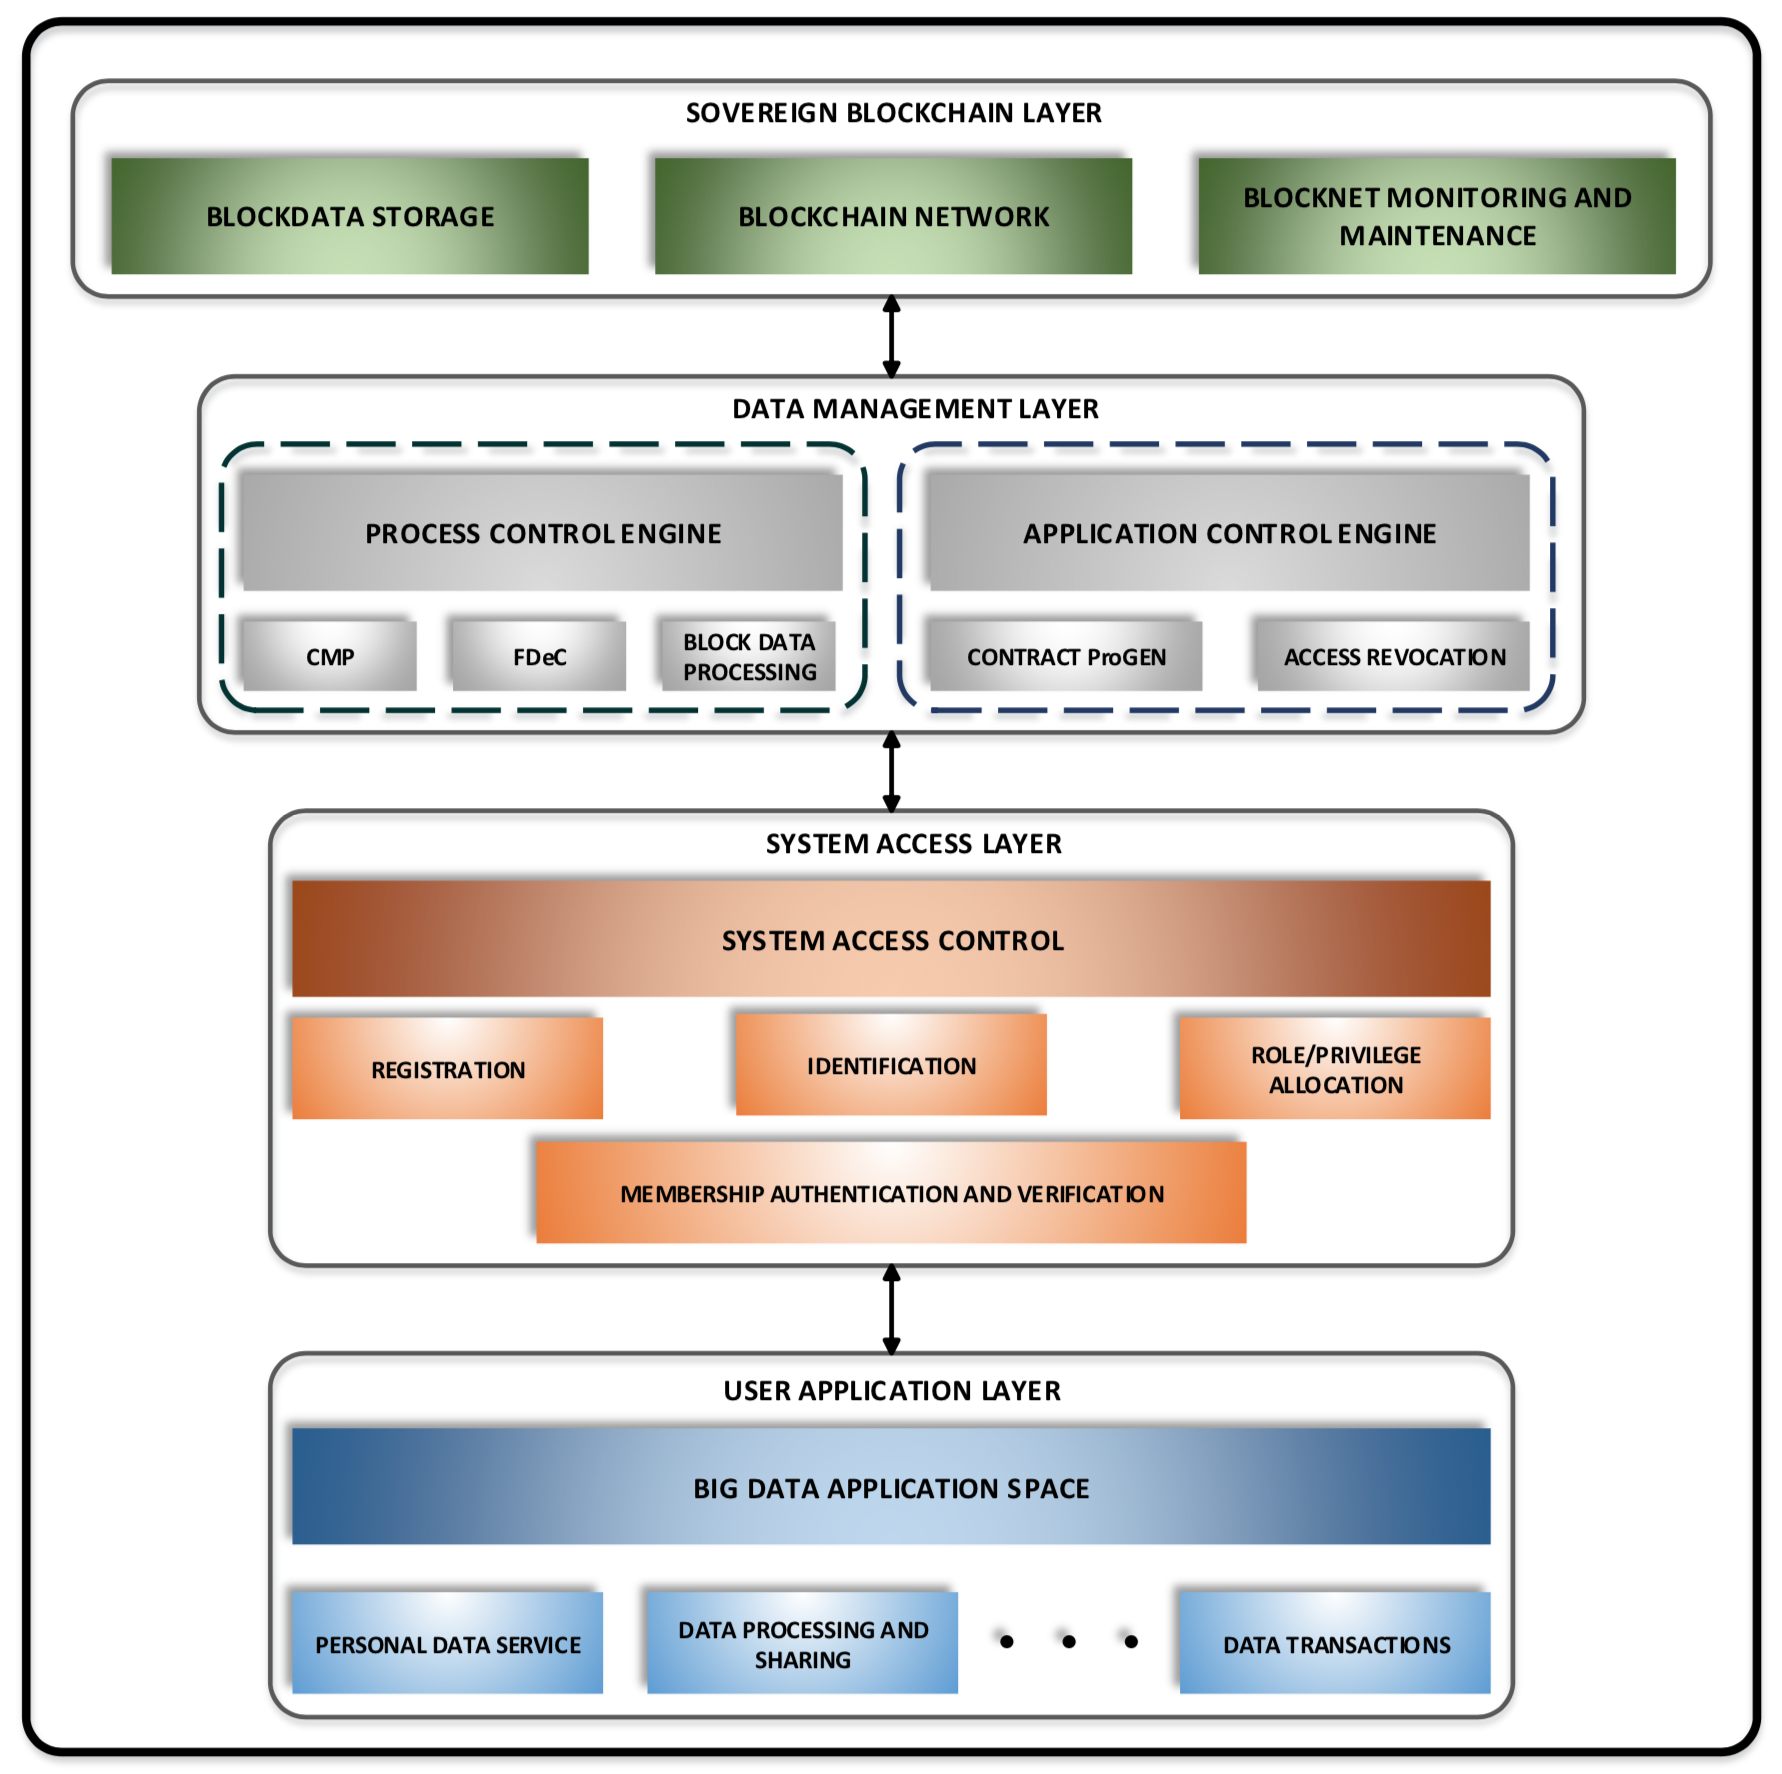 SOVEREIGN BLOCKCHAIN LAYER
BLOCKDATA STORAGE
BLOCKCHAIN NETWORK
BLOCKNET MONITORING AND
MAINTENANCE
DATA MANAGEMENT LAYER
PROCESS CONTROL ENGINE
CMP
FDeC
BLOCK DATA
PROCESSING
APPLICATION CONTROL ENGINE
CONTRACT ProGEN
ACCESS REVOCATION
SYSTEM ACCESS LAYER
SYSTEM ACCESS CONTROL
REGISTRATION
IDENTIFICATION
ROLE/PRIVILEGE
ALLOCATION
MEMBERSHIP AUTHENTICATION AND VERIFICATION
USER APPLICATION LAYER
BIG DATA APPLICATION SPACE
PERSONAL DATA SERVICE
DATA PROCESSING AND
SHARING
• • •
DATA TRANSACTIONS